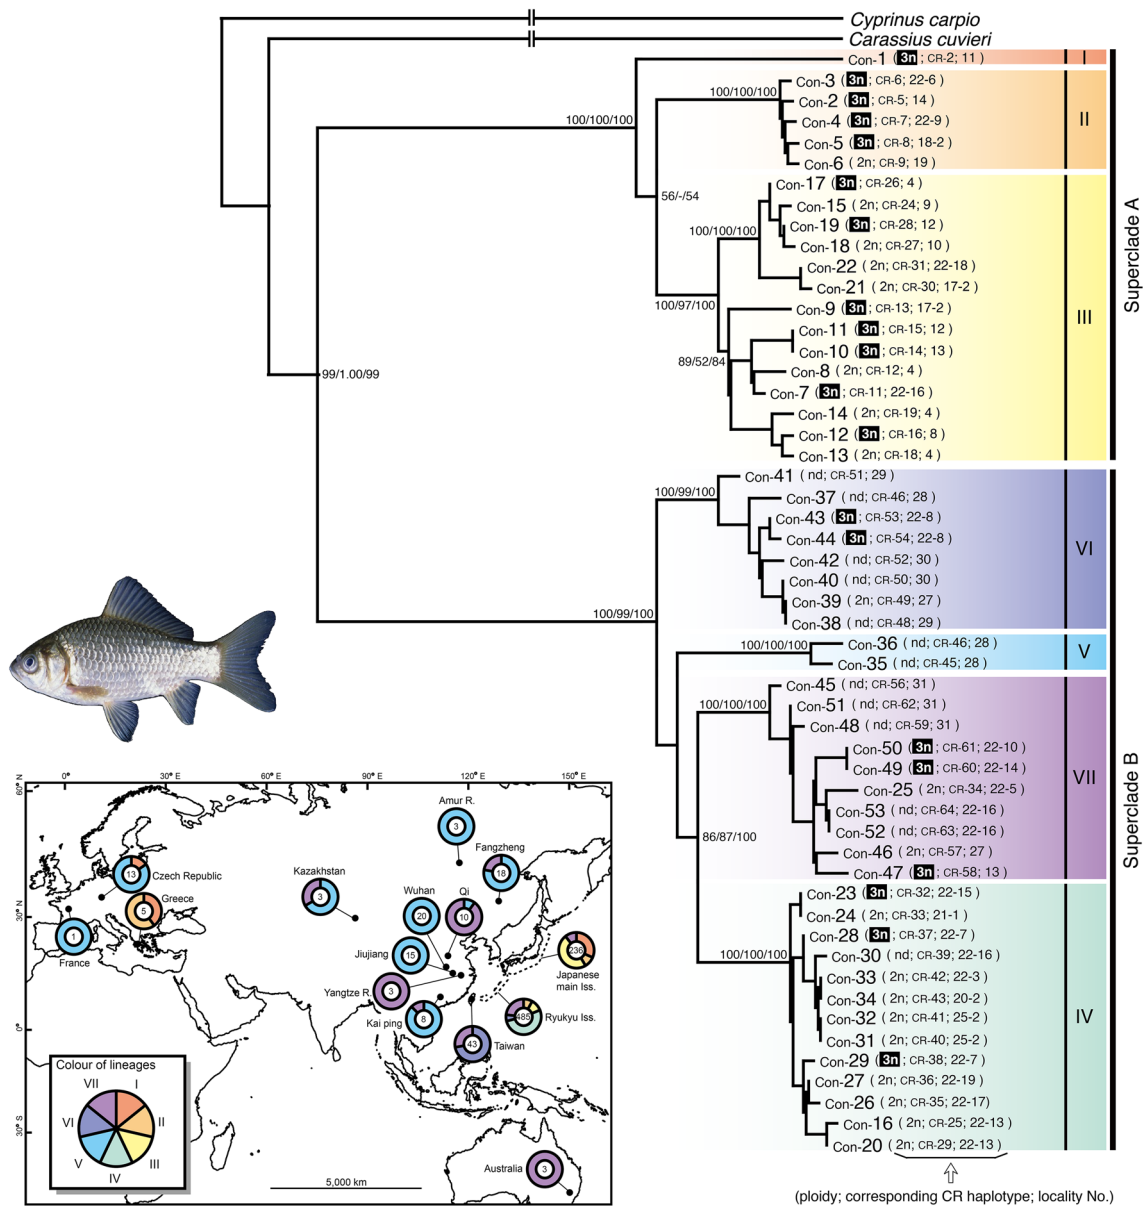 Cyprinus carpio
Carassius cuvieri
Con-1 (3n; CR-2; 11 )
I
Con-3 (3n; CR-6; 22-6)
100/100/100
Con-2 (3n; CR-5; 14 )
Con-4 (3n; CR-7; 22-9)
II
100/100/100
Con-5 (3n; CR-8; 18-2)
Con-6 ( 2n; CR-9; 19 )
Con-17 (3n; CR-26; 4 )
56/-/54
Con-15 ( 2n; CR-24; 9 )
Con-19 (3n; CR-28; 12 )
100/100/100
Con-18 ( 2n; CR-27; 10 )
Superclade A
Con-22 ( 2n; CR-31; 22-18 )
Con-21 ( 2n; CR-30; 17-2 )
100/97/100
Con-9 (3n; CR-13; 17-2 )
III
Con-11 (3n; CR-15; 12 )
Con-10 (3n; CR-14; 13 )
89/52/84
Con-8 ( 2n; CR-12; 4 )
99/1.00/99
Con-7 (3n; CR-11; 22-16 )
Con-14 ( 2n; CR-19; 4 )
Con-12 (3n; CR-16; 8 )
Con-13 ( 2n; CR-18; 4 )
Con-41 ( nd; CR-51; 29 )
100/99/100
Con-37 ( nd; CR-46; 28 )
Con-43 (3n; CR-53; 22-8 )
Con-44 (3n; CR-54; 22-8 )
VI
Con-42 ( nd; CR-52; 30 )
Con-40 ( nd; CR-50; 30 )
Con-39 ( 2n; CR-49; 27 )
100/99/100
Con-38 ( nd; CR-48; 29 )
100/100/100
Con-36 ( nd; CR-46; 28 )
V
Con-35 ( nd; CR-45; 28 )
Con-45 ( nd; CR-56; 31 )
100/100/100
Con-51 ( nd; CR-62; 31 )
Con-48 ( nd; CR-59; 31 )
Con-50 (3n; CR-61; 22-10 )
Con-49 (3n; CR-60; 22-14 )
VII
Con-25 ( 2n; CR-34; 22-5 )
Superclade B
Con-53 ( nd; CR-64; 22-16 )
Con-52 ( nd; CR-63; 22-16 )
86/87/100
Con-46 ( 2n; CR-57; 27 )
Con-47 (3n; CR-58; 13 )
Con-23 (3n; CR-32; 22-15 )
Con-24 ( 2n; CR-33; 21-1 )
Con-28 (3n; CR-37; 22-7 )
100/100/100
Con-30 ( nd; CR-39; 22-16 )
Con-33 ( 2n; CR-42; 22-3 )
Con-34 ( 2n; CR-43; 20-2 )
Con-32 ( 2n; CR-41; 25-2 )
IV
Con-31 ( 2n; CR-40; 25-2 )
Con-29 (3n; CR-38; 22-7 )
Con-27 ( 2n; CR-36; 22-19 )
Con-26 ( 2n; CR-35; 22-17 )
Con-16 ( 2n; CR-25; 22-13 )
Con-20 ( 2n; CR-29; 22-13 )
(ploidy; corresponding CR haplotype; locality No.)
0° 30° E 60° E 90° E 120° E 150° E
60° N
30° N
0°
30° S
Amur R.
3
Fangzheng
18
Czech Republic
13
Kazakhstan
3
Wuhan
20
Qi
10
Greece
5
France
1
Jiujiang
15
Japanese
main Iss.
236
Yangtze R.
3
Kai ping
8
Ryukyu Iss.
485
Taiwan
43
Australia
3
5,000 km
Colour of lineages
VII I
VI II
V III
IV